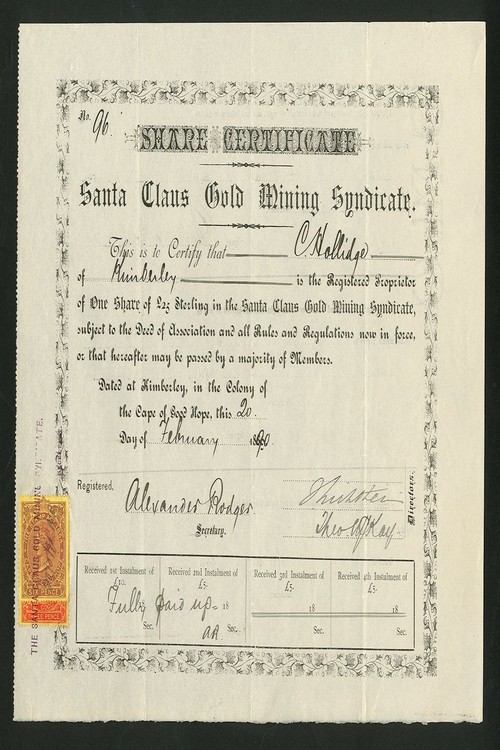 No. 96
SHARE CERTIFICATE
Santa Claus Gold Mining Syndicate.
This is to Certify that C Hollidge
of Kimberley is the Registered Proprietor
of One Share of £25 Sterling in the Santa Claus Gold Mining Syndicate,
subject to the Deed of Association and all Rules and Regulations now in force,
or that hereafter may be passed by a majority of Members.
Dated at Kimberley, in the Colony of
the Cape of Good Hope, this 20.
Day of February 1890.
Registered,
Alexander Rodger
Secretary.
Theo
Kay.
Directors.
Received 1st Instalment of £10.
Received 2nd Instalment of £5.
Received 3rd Instalment of £5.
Received 4th Instalment of £5.
Fully paid up. 18
18
18
Sec.
AR. Sec.
Sec.
Sec.
THE SANTA CLAUS GOLD MINING SYNDICATE.
SIX PENCE
PENCE